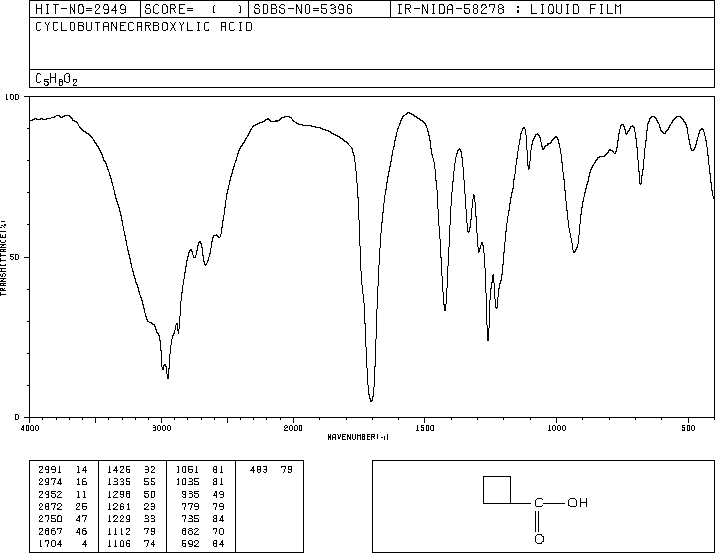 HIT-NO=2949 SCORE= ( ) SDBS-NO=5396 IR-NIDA-58278 : LIQUID FILM
CYCLOBUTANECARBOXYLIC ACID
C5H8O2
100
50
0
TRANSMITTANCE(%)
4000 3000 2000 1500 1000 500
WAVENUMBER(-1)
2991 14 1426 32 1051 81 483 79
2974 16 1335 55 1035 81
2952 11 1298 50 935 49
2872 25 1261 23 779 79
2750 47 1229 33 735 84
2667 46 1112 79 682 70
1704 4 1106 74 592 84
C OH
O